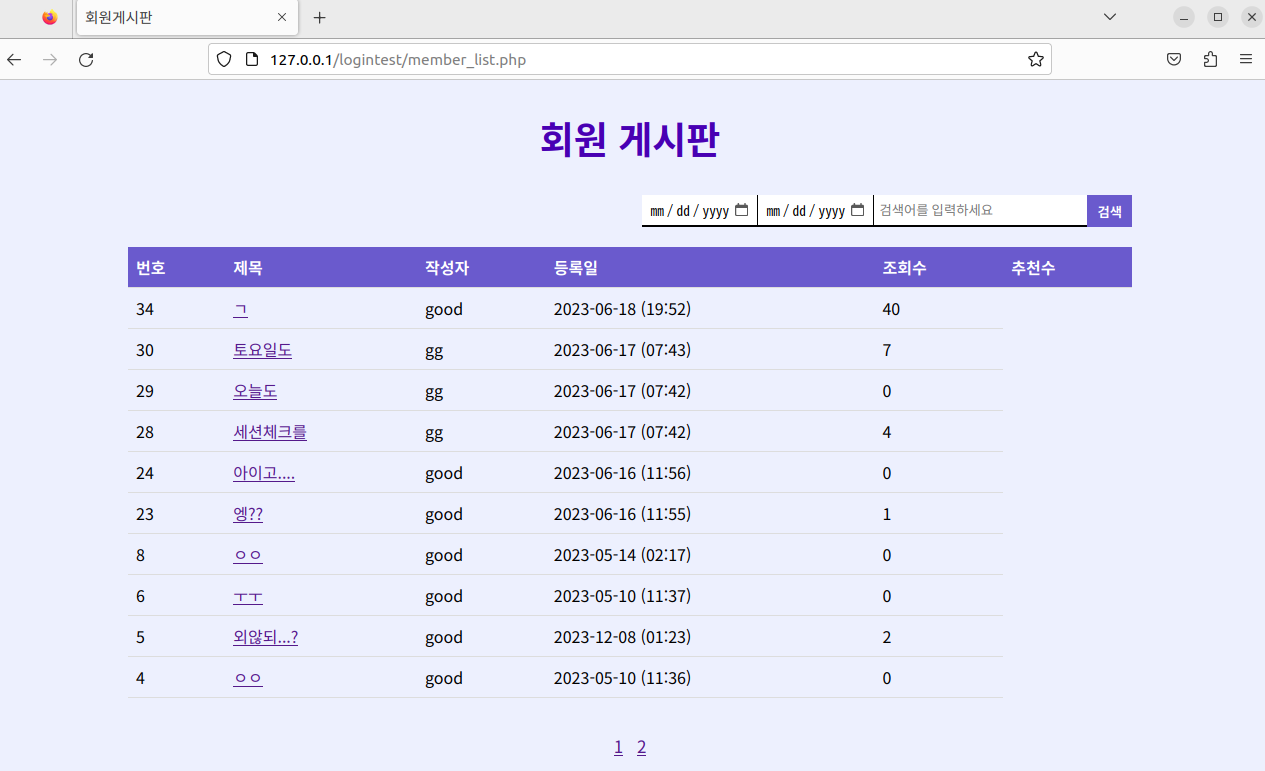 회원게시판
127.0.0.1/logintest/member_list.php
회원 게시판
mm / dd / yyyy mm / dd / yyyy 검색어를 입력하세요 검색
번호 제목 작성자 등록일 조회수 추천수
34 ㄱ good 2023-06-18 (19:52) 40
30 토요일도 gg 2023-06-17 (07:43) 7
29 오늘도 gg 2023-06-17 (07:42) 0
28 세션체크를 gg 2023-06-17 (07:42) 4
24 아이고.... good 2023-06-16 (11:56) 0
23 엥?? good 2023-06-16 (11:55) 1
8 ㅇㅇ good 2023-05-14 (02:17) 0
6 ㅜㅜ good 2023-05-10 (11:37) 0
5 외않되...? good 2023-12-08 (01:23) 2
4 ㅇㅇ good 2023-05-10 (11:36) 0
1 2